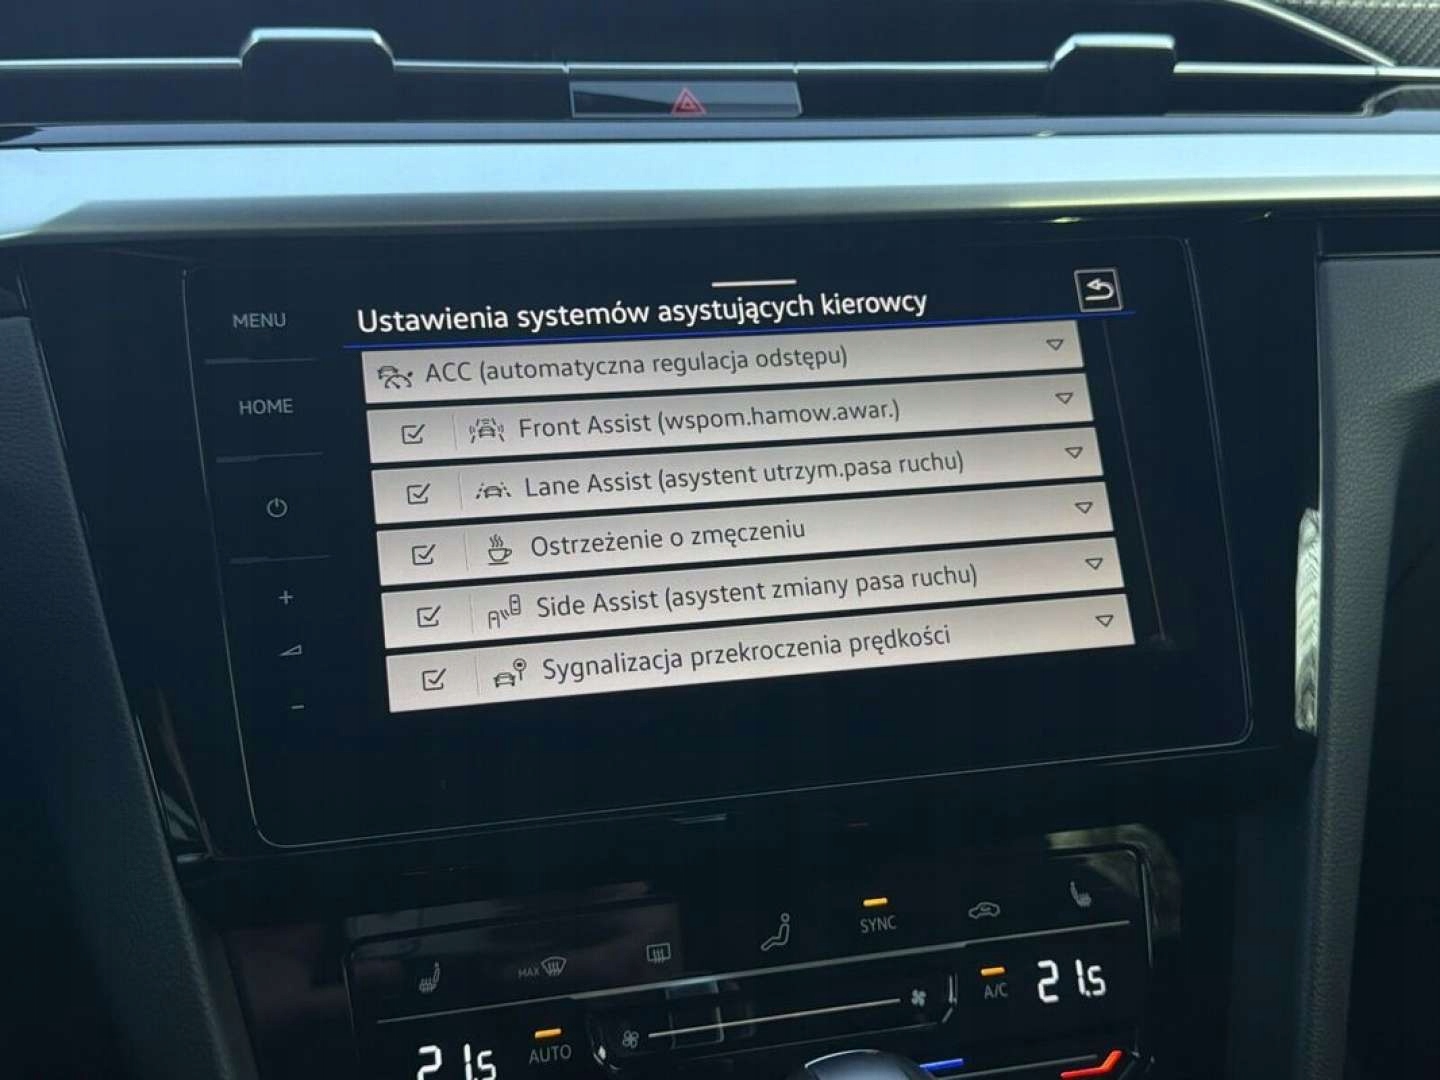 MENU
HOME
Ustawienia systemów asystujących kierowcy
ACC (automatyczna regulacja odstępu)
Front Assist (wspom.hamow.awar.)
Lane Assist (asystent utrzym.pasa ruchu)
Ostrzeżenie o zmęczeniu
Side Assist (asystent zmiany pasa ruchu)
Sygnalizacja przekroczenia prędkości
+
−
SYNC
MAX
A/C
21.5
21.5
AUTO